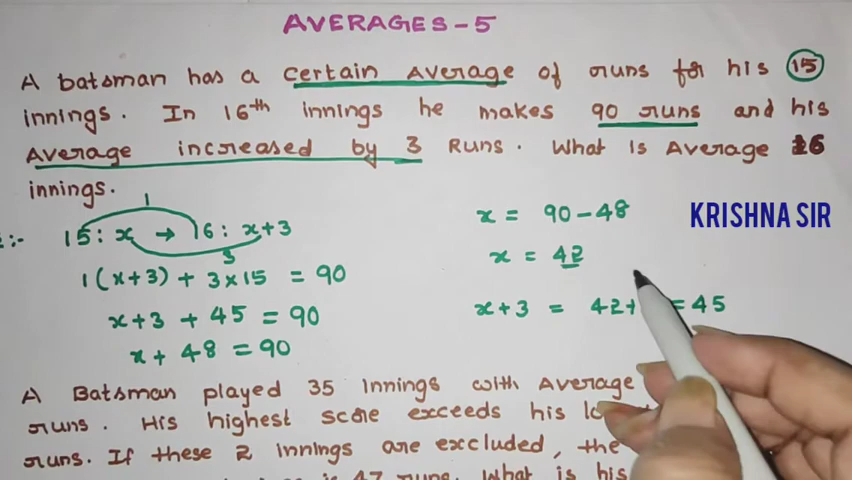 AVERAGES-5
A batsman has a certain average of runs for his 15
innings. In 16th innings he makes 90 runs and his
Average increased by 3 Runs. What is Average 16
innings.
15: x → 16: x+3
1
3
1(x+3) + 3×15 = 90
x+3 + 45 = 90
x + 48 = 90
x = 90-48
x = 42
x+3 = 42+ = 45
KRISHNA SIR
A Batsman played 35 Innings with Average
runs. His highest score exceeds his
runs. If these 2 innings are excluded, the
is 47 runs. What is his